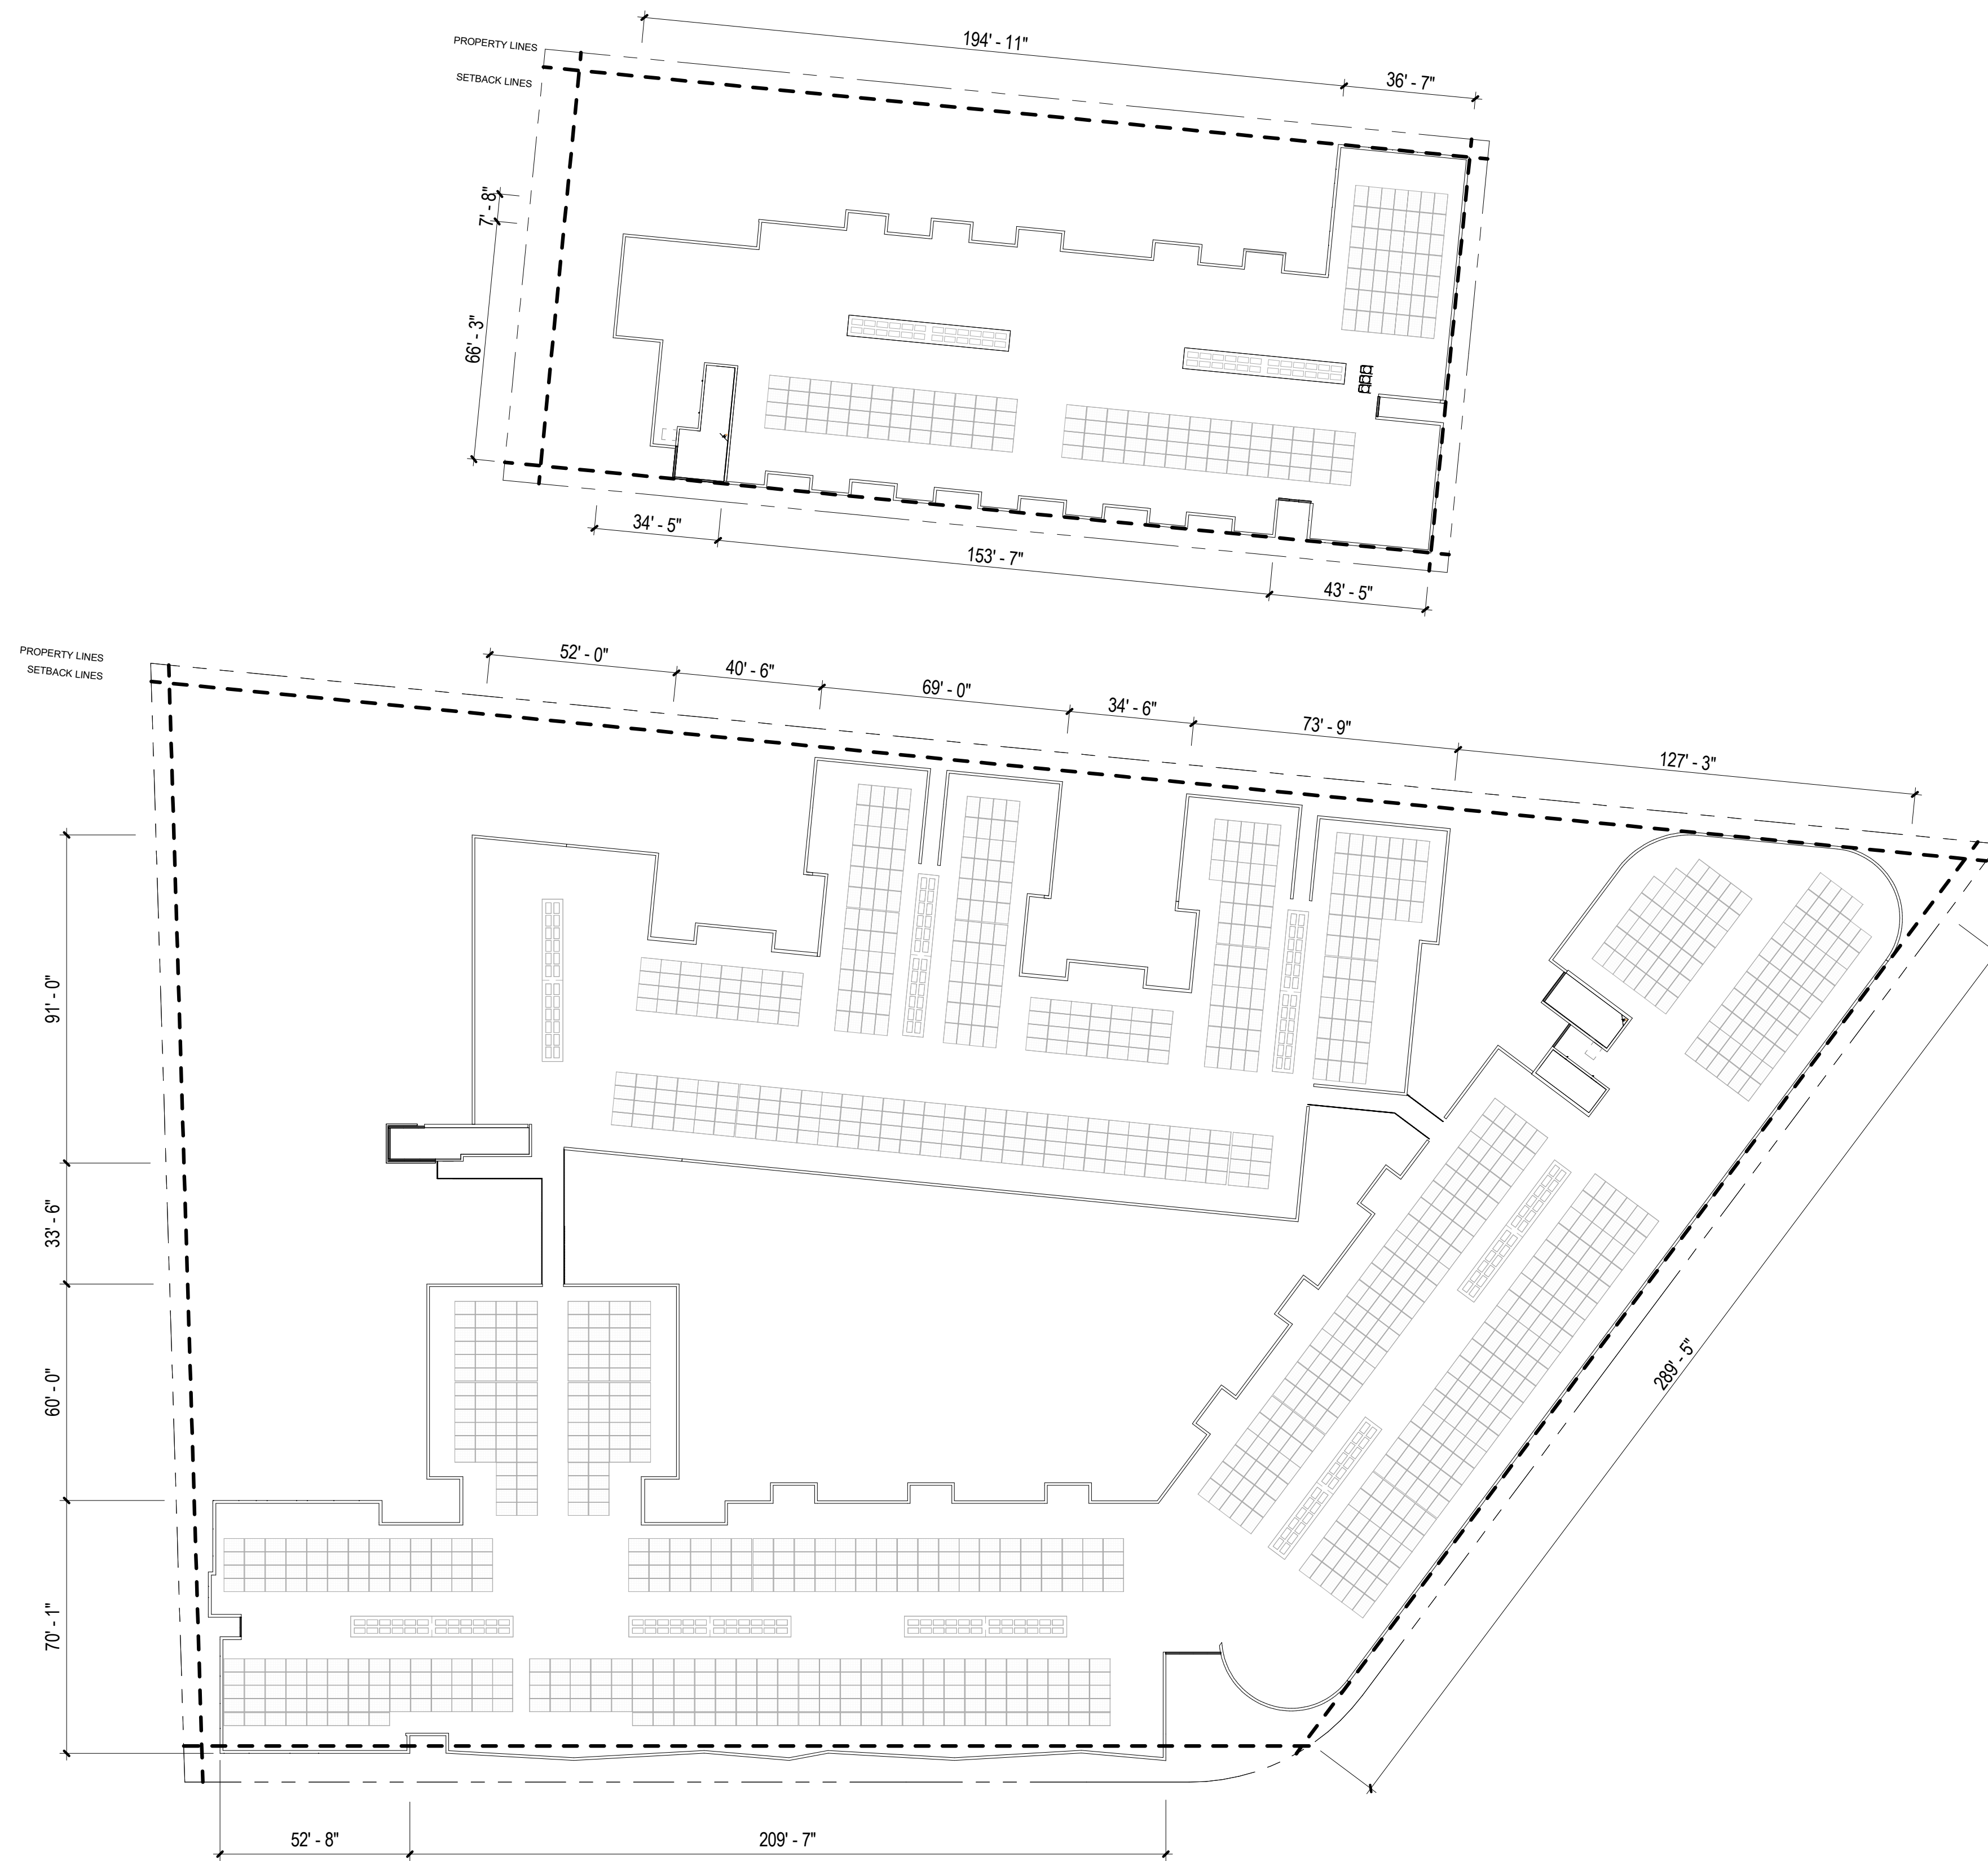 194' - 11"
PROPERTY LINES
SETBACK LINES
36' - 7"
7' - 8"
66' - 3"
34' - 5"
153' - 7"
43' - 5"
PROPERTY LINES
SETBACK LINES
52' - 0"
40' - 6"
69' - 0"
34' - 6"
73' - 9"
127' - 3"
91' - 0"
33' - 6"
60' - 0"
289' - 5"
70' - 1"
52' - 8"
209' - 7"